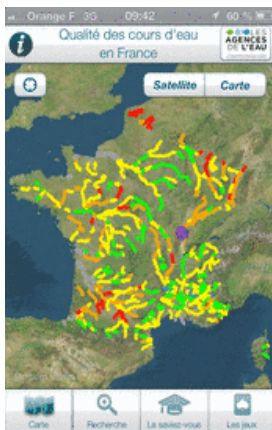 Orange F 3G 09:42 60 %
Qualité des cours d'eau
en France
LES
AGENCES
DE L'EAU
Satellite Carte
Carte Recherche Le saviez-vous Les jeux